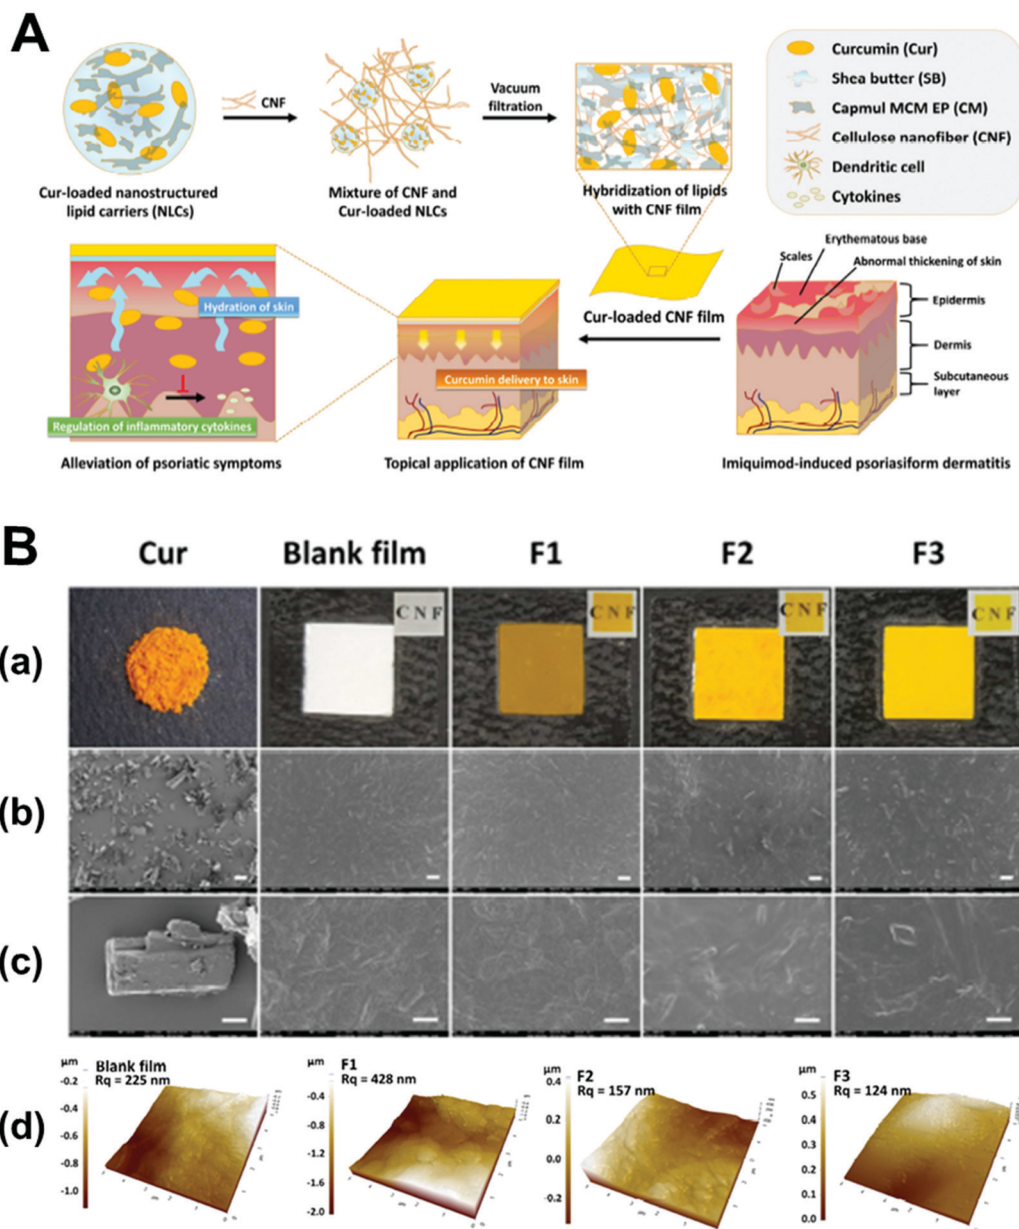 A
Cur-loaded nanostructured
lipid carriers (NLCs)
CNF
Mixture of CNF and
Cur-loaded NLCs
Vacuum
filtration
Hybridization of lipids
with CNF film
Curcumin (Cur)
Shea butter (SB)
Capmul MCM EP (CM)
Cellulose nanofiber (CNF)
Dendritic cell
Cytokines
Hydration of skin
Regulation of inflammatory cytokines
Alleviation of psoriatic symptoms
Curcumin delivery to skin
Topical application of CNF film
Cur-loaded CNF film
Scales
Erythematous base
Abnormal thickening of skin
Epidermis
Dermis
Subcutaneous
layer
Imiquimod-induced psoriasiform dermatitis
B
Cur
Blank film
F1
F2
F3
(a)
CNF
CNF
CNF
CNF
(b)
(c)
(d)
µm
-0.2
-0.4
-0.6
-0.8
-1.0
Blank film
Rq = 225 nm
µm
-0.4
-0.8
-1.2
-1.6
-2.0
F1
Rq = 428 nm
µm
0.4
0.2
0.0
-0.2
F2
Rq = 157 nm
µm
0.5
0.4
0.3
0.2
0.1
0.0
F3
Rq = 124 nm